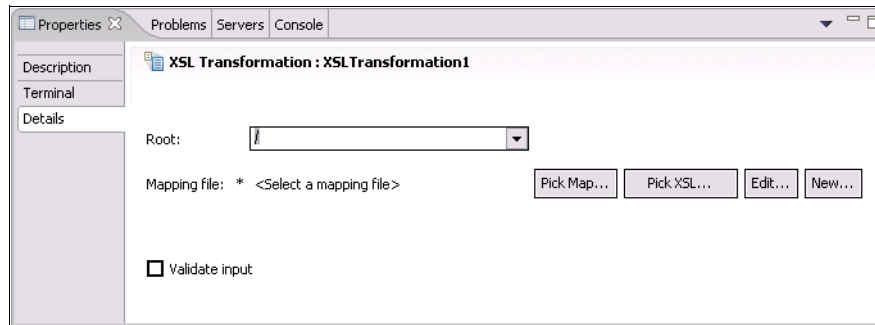 Properties Problems Servers Console
XSL Transformation : XSLTransformation1
Description
Terminal
Details
Root: /
Mapping file: * <Select a mapping file> Pick Map... Pick XSL... Edit... New...
Validate input